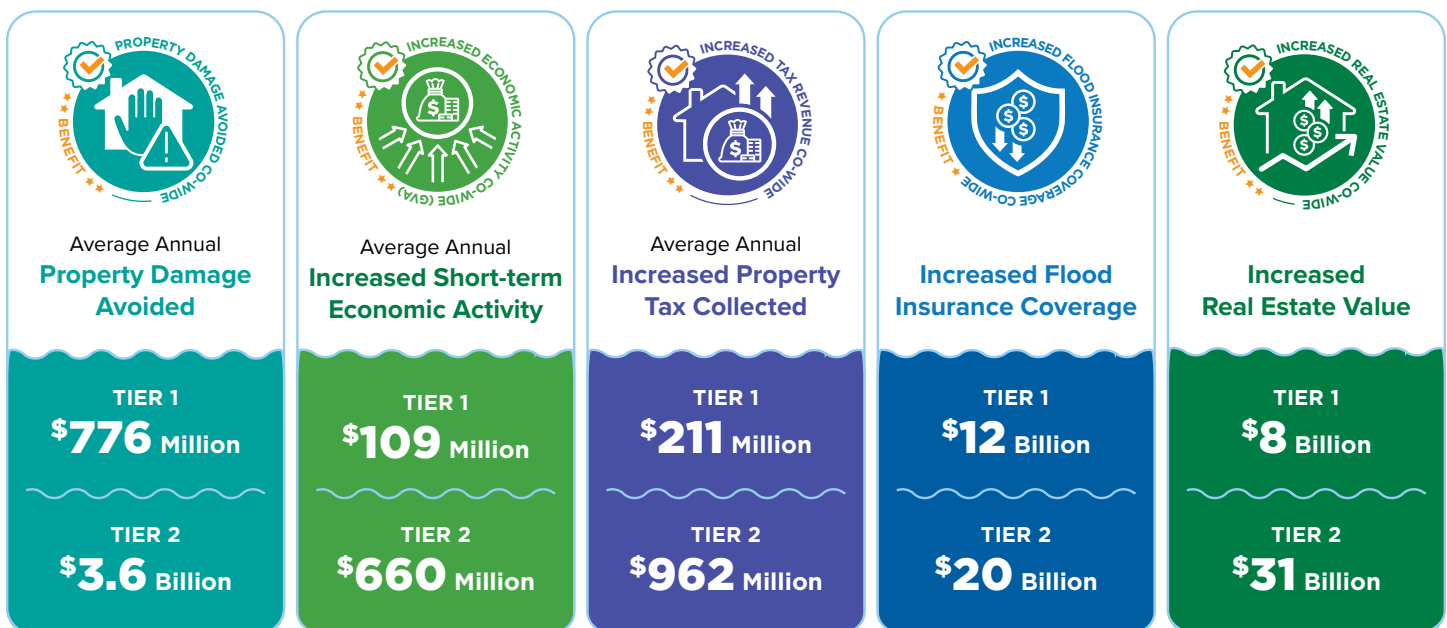 PROPERTY DAMAGE AVOIDED CO-WIDE
BENEFIT
Average Annual
Property Damage
Avoided
TIER 1
$776 Million
TIER 2
$3.6 Billion
INCREASED ECONOMIC ACTIVITY CO-WIDE (GVA)
BENEFIT
$
Average Annual
Increased Short-term
Economic Activity
TIER 1
$109 Million
TIER 2
$660 Million
INCREASED TAX REVENUE CO-WIDE
BENEFIT
$
Average Annual
Increased Property
Tax Collected
TIER 1
$211 Million
TIER 2
$962 Million
INCREASED FLOOD INSURANCE COVERAGE CO-WIDE
BENEFIT
$
$
$
Increased Flood
Insurance Coverage
TIER 1
$12 Billion
TIER 2
$20 Billion
INCREASED REAL ESTATE VALUE CO-WIDE
BENEFIT
$
$
$
Increased
Real Estate Value
TIER 1
$8 Billion
TIER 2
$31 Billion